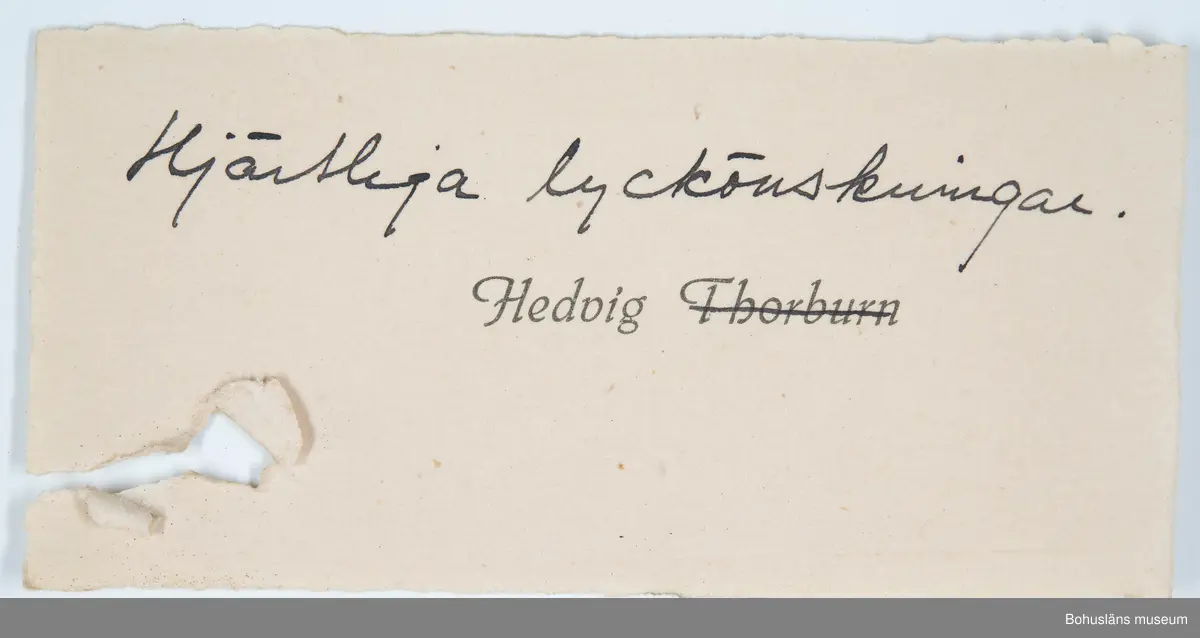 Hjärtliga lyckönskningar.
Hedvig Thorburn
Bohusläns museum